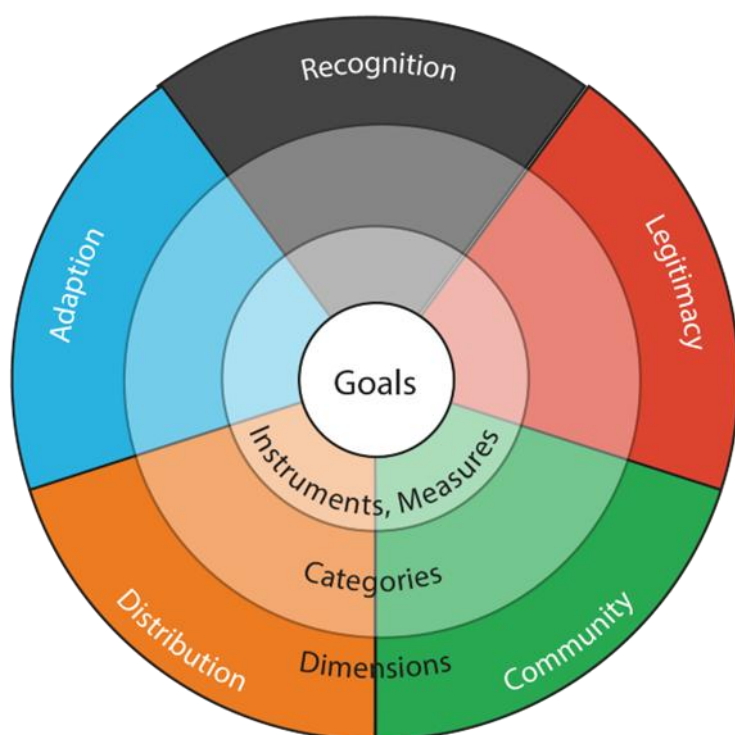 Recognition
Adaption
Legitimacy
Goals
Instruments, Measures
Categories
Distribution
Dimensions
Community